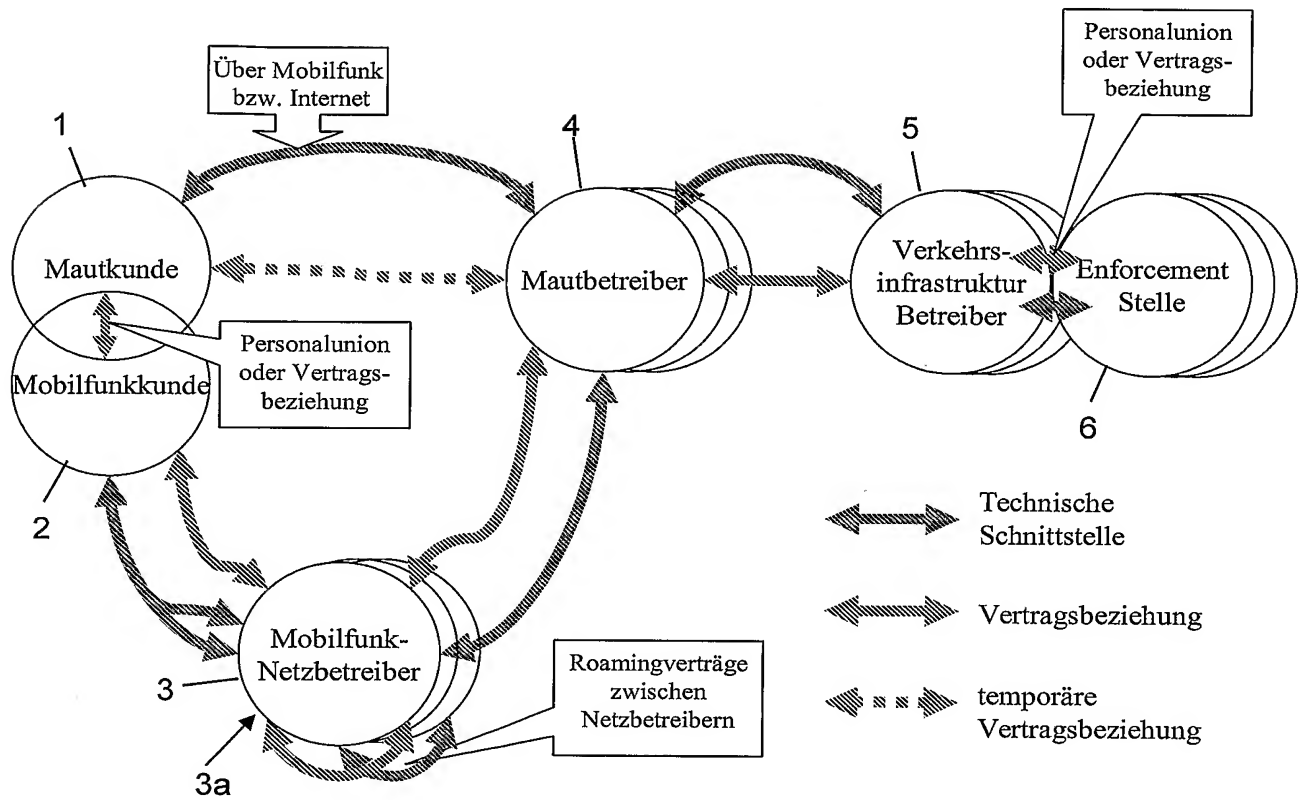 Über Mobilfunk
bzw. Internet
Personalunion
oder Vertrags-
beziehung
1
4
5
Mautkunde
Mautbetreiber
Verkehrs-
infrastruktur
Betreiber
Enforcement
Stelle
Personalunion
oder Vertrags-
beziehung
Mobilfunkkunde
2
6
Technische
Schnittstelle
Vertragsbeziehung
temporäre
Vertragsbeziehung
Mobilfunk-
Netzbetreiber
3
3a
Roamingverträge
zwischen
Netzbetreibern